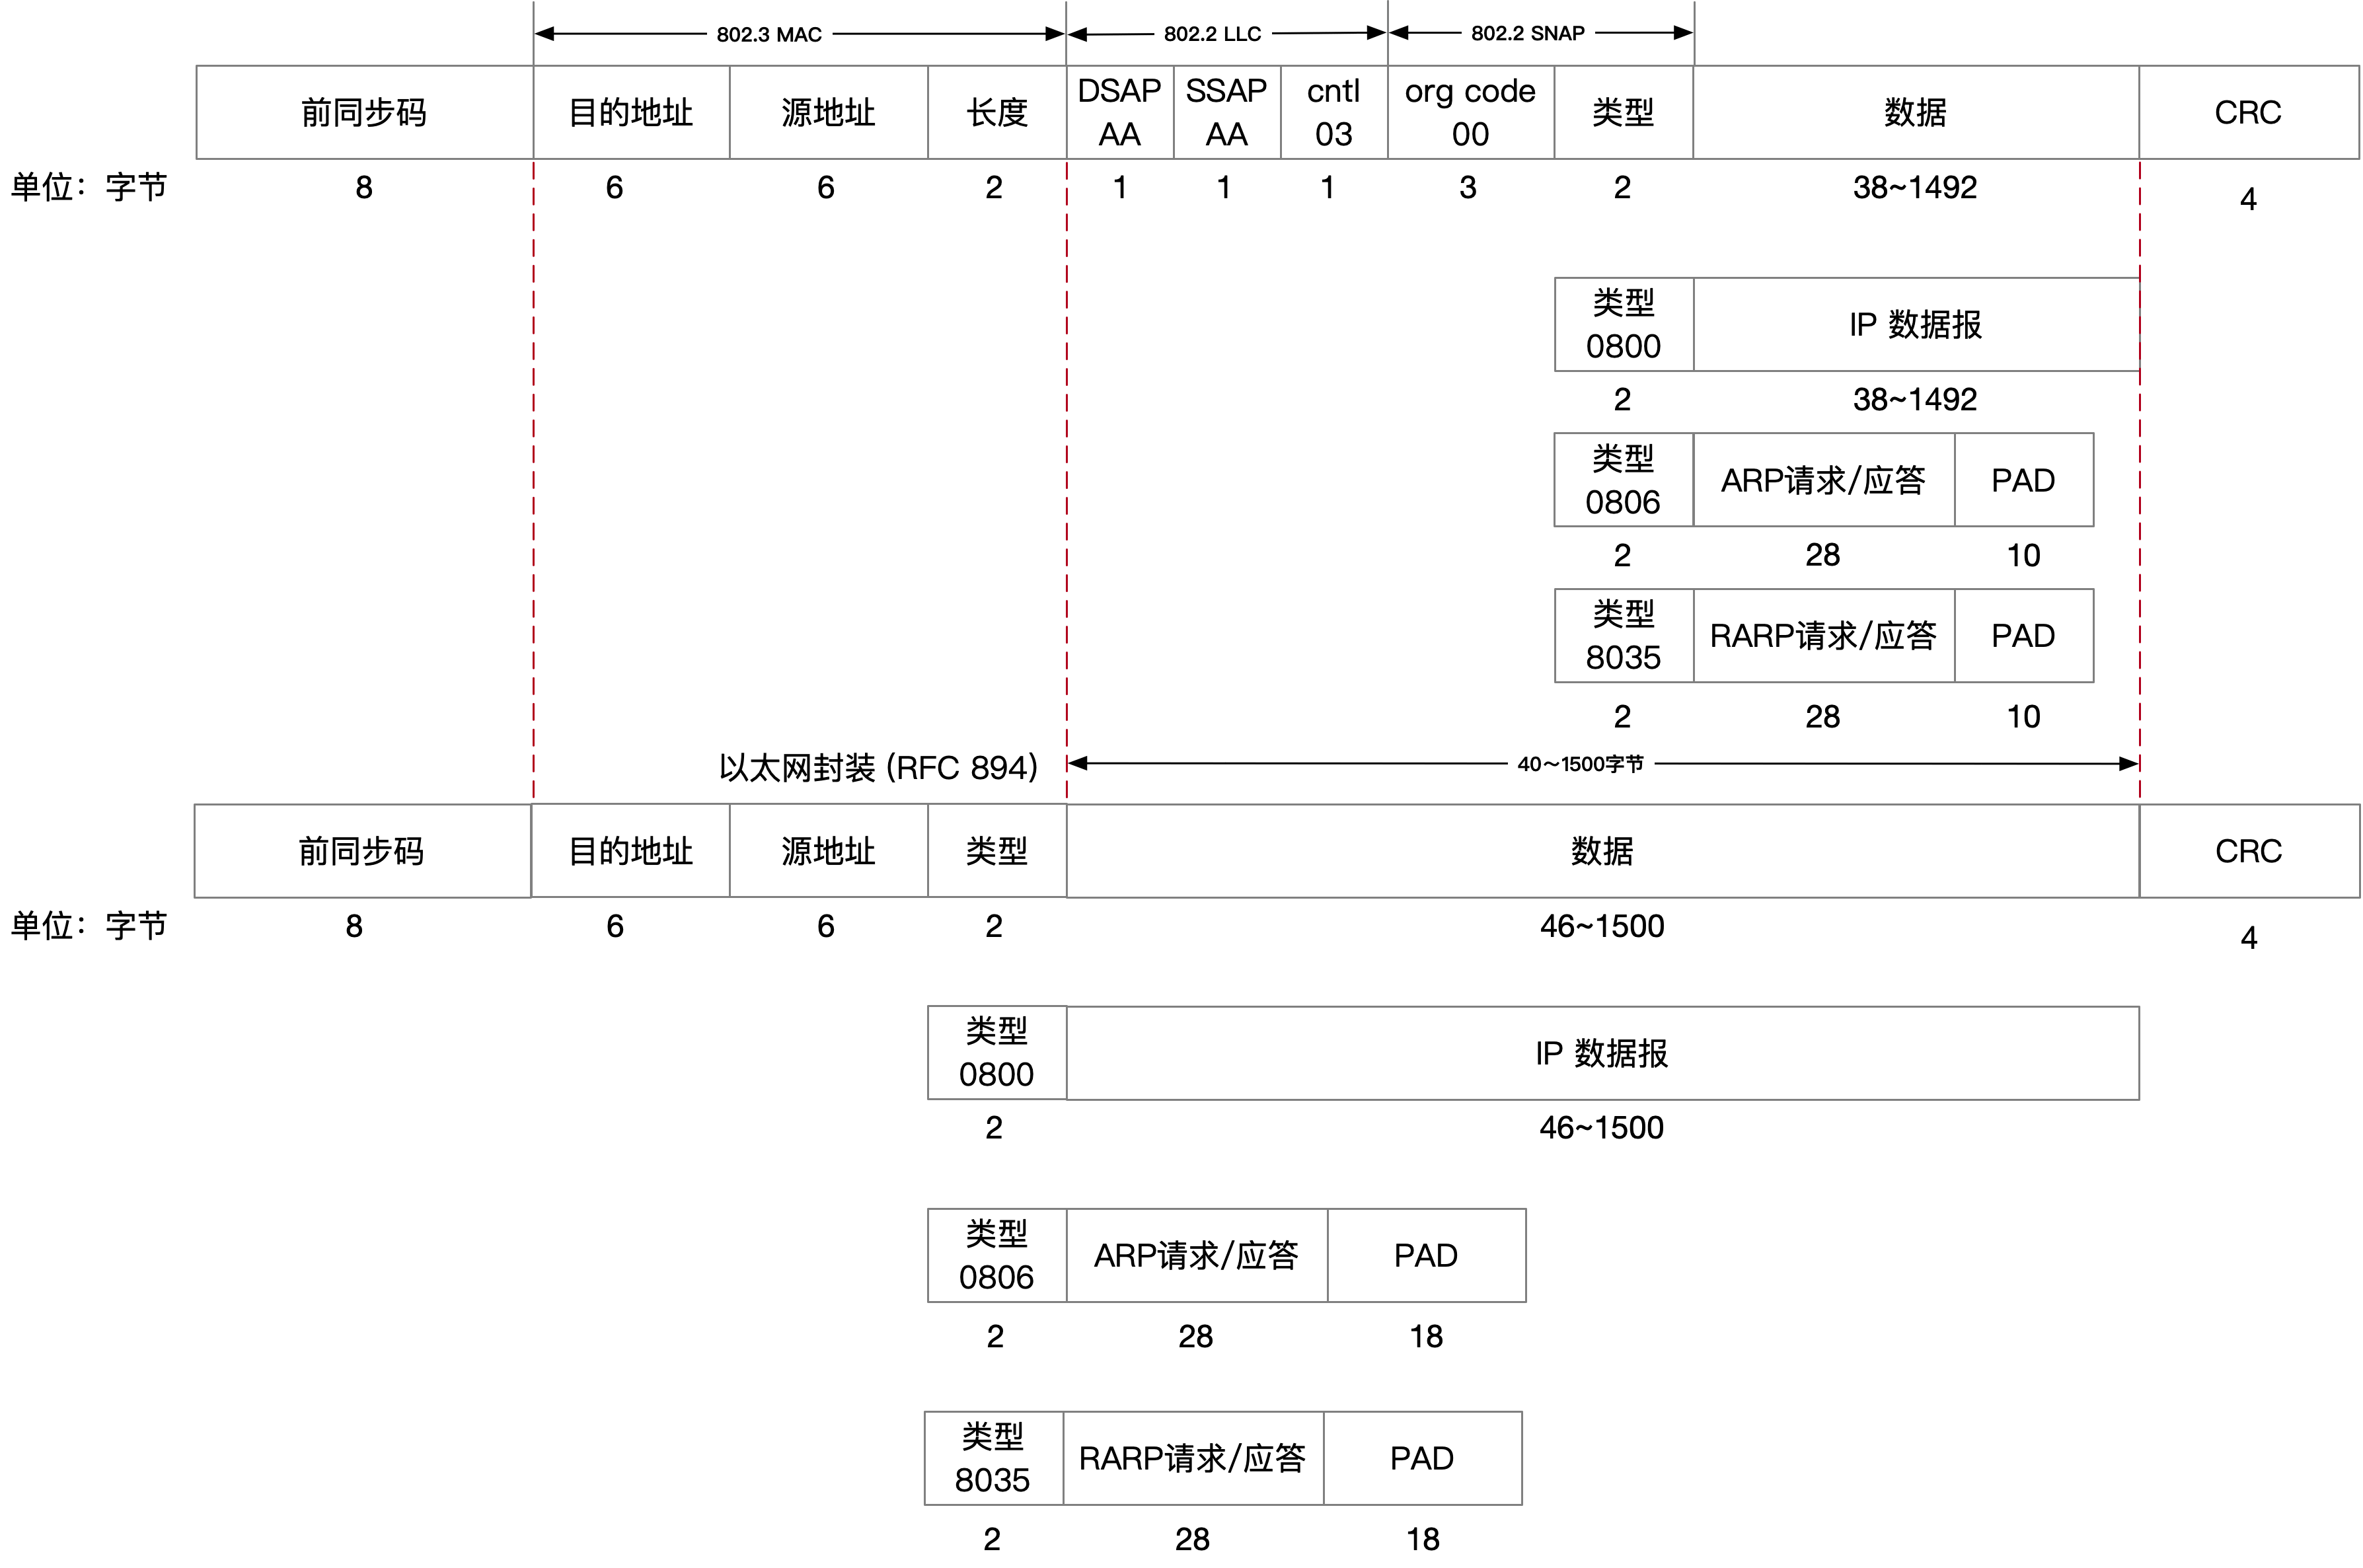 802.3 MAC 802.2 LLC 802.2 SNAP
前同步码 目的地址 源地址 长度 DSAP AA SSAP AA cntl 03 org code 00 类型 数据 CRC
单位：字节 8 6 6 2 1 1 1 3 2 38~1492 4
类型 0800 IP 数据报
2 38~1492
类型 0806 ARP请求/应答 PAD
2 28 10
类型 8035 RARP请求/应答 PAD
2 28 10
以太网封装 (RFC 894) 40～1500字节
前同步码 目的地址 源地址 类型 数据 CRC
单位：字节 8 6 6 2 46~1500 4
类型 0800 IP 数据报
2 46~1500
类型 0806 ARP请求/应答 PAD
2 28 18
类型 8035 RARP请求/应答 PAD
2 28 18